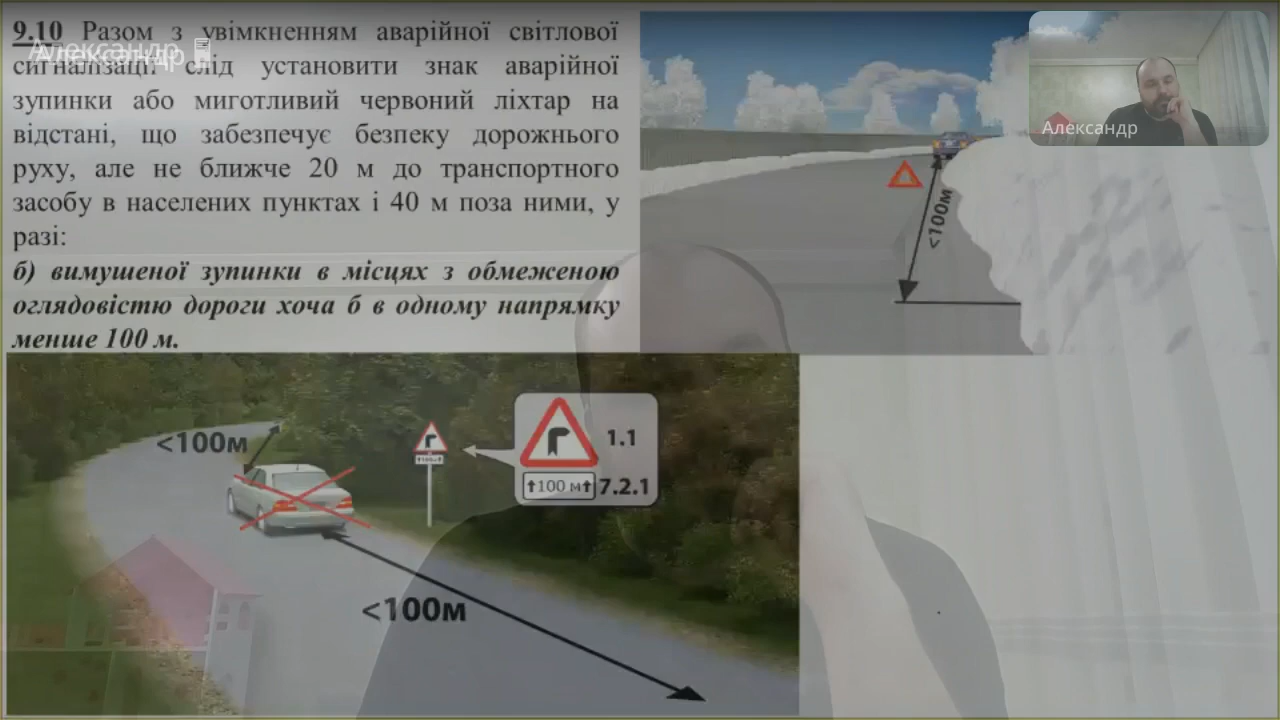 9.10 Разом з увімкненням аварійної світлової
Александр
Александр
сигналізації слід установити знак аварійної
зупинки або миготливий червоний ліхтар на
відстані, що забезпечує безпеку дорожнього
руху, але не ближче 20 м до транспортного
засобу в населених пунктах і 40 м поза ними, у
разі:
б) вимушеної зупинки в місцях з обмеженою
оглядовістю дороги хоча б в одному напрямку
менше 100 м.
<100м
Александр
<100м
1.1
100 м
7.2.1
<100м